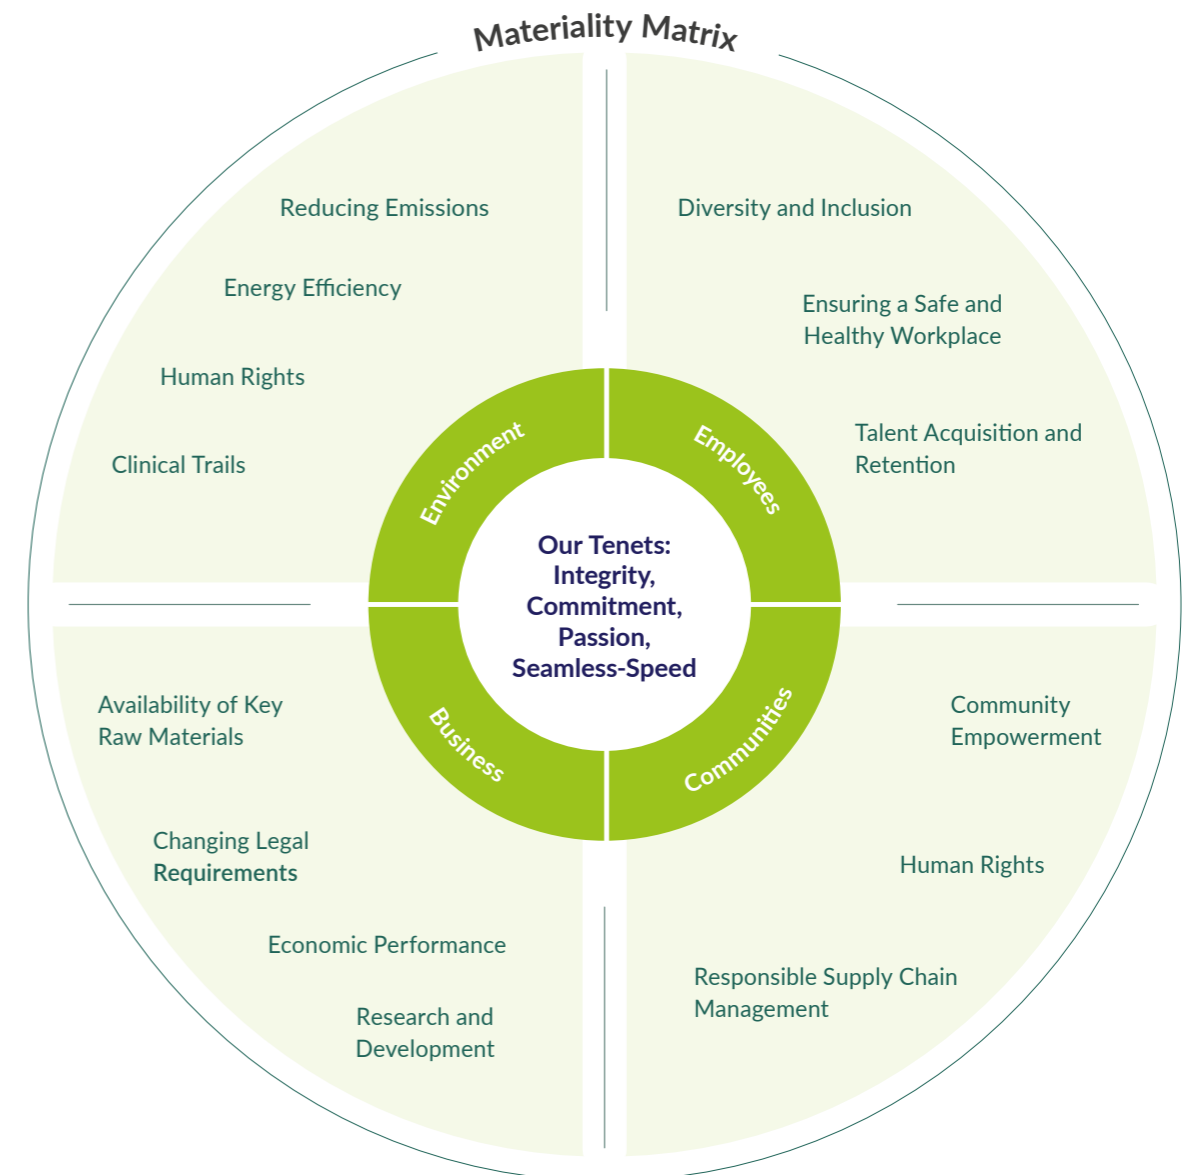 Materiality Matrix
Reducing Emissions
Energy Efficiency
Human Rights
Clinical Trails
Environment
Diversity and Inclusion
Ensuring a Safe and
Healthy Workplace
Talent Acquisition and
Retention
Employees
Our Tenets:
Integrity,
Commitment,
Passion,
Seamless-Speed
Business
Availability of Key
Raw Materials
Changing Legal
Requirements
Economic Performance
Research and
Development
Communities
Community
Empowerment
Human Rights
Responsible Supply Chain
Management